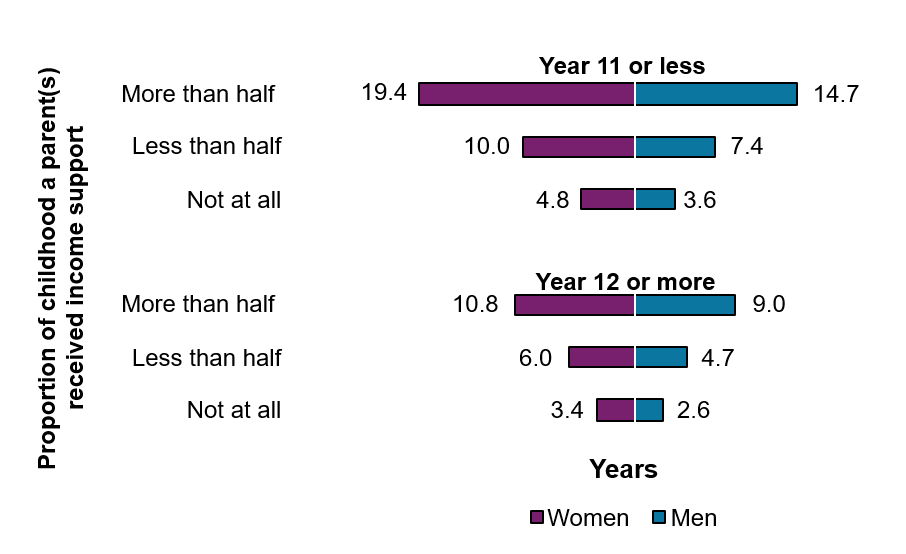 Proportion of childhood a parent(s)
received income support
Year 11 or less
More than half 19.4 14.7
Less than half 10.0 7.4
Not at all 4.8 3.6
Year 12 or more
More than half 10.8 9.0
Less than half 6.0 4.7
Not at all 3.4 2.6
Years
Women Men